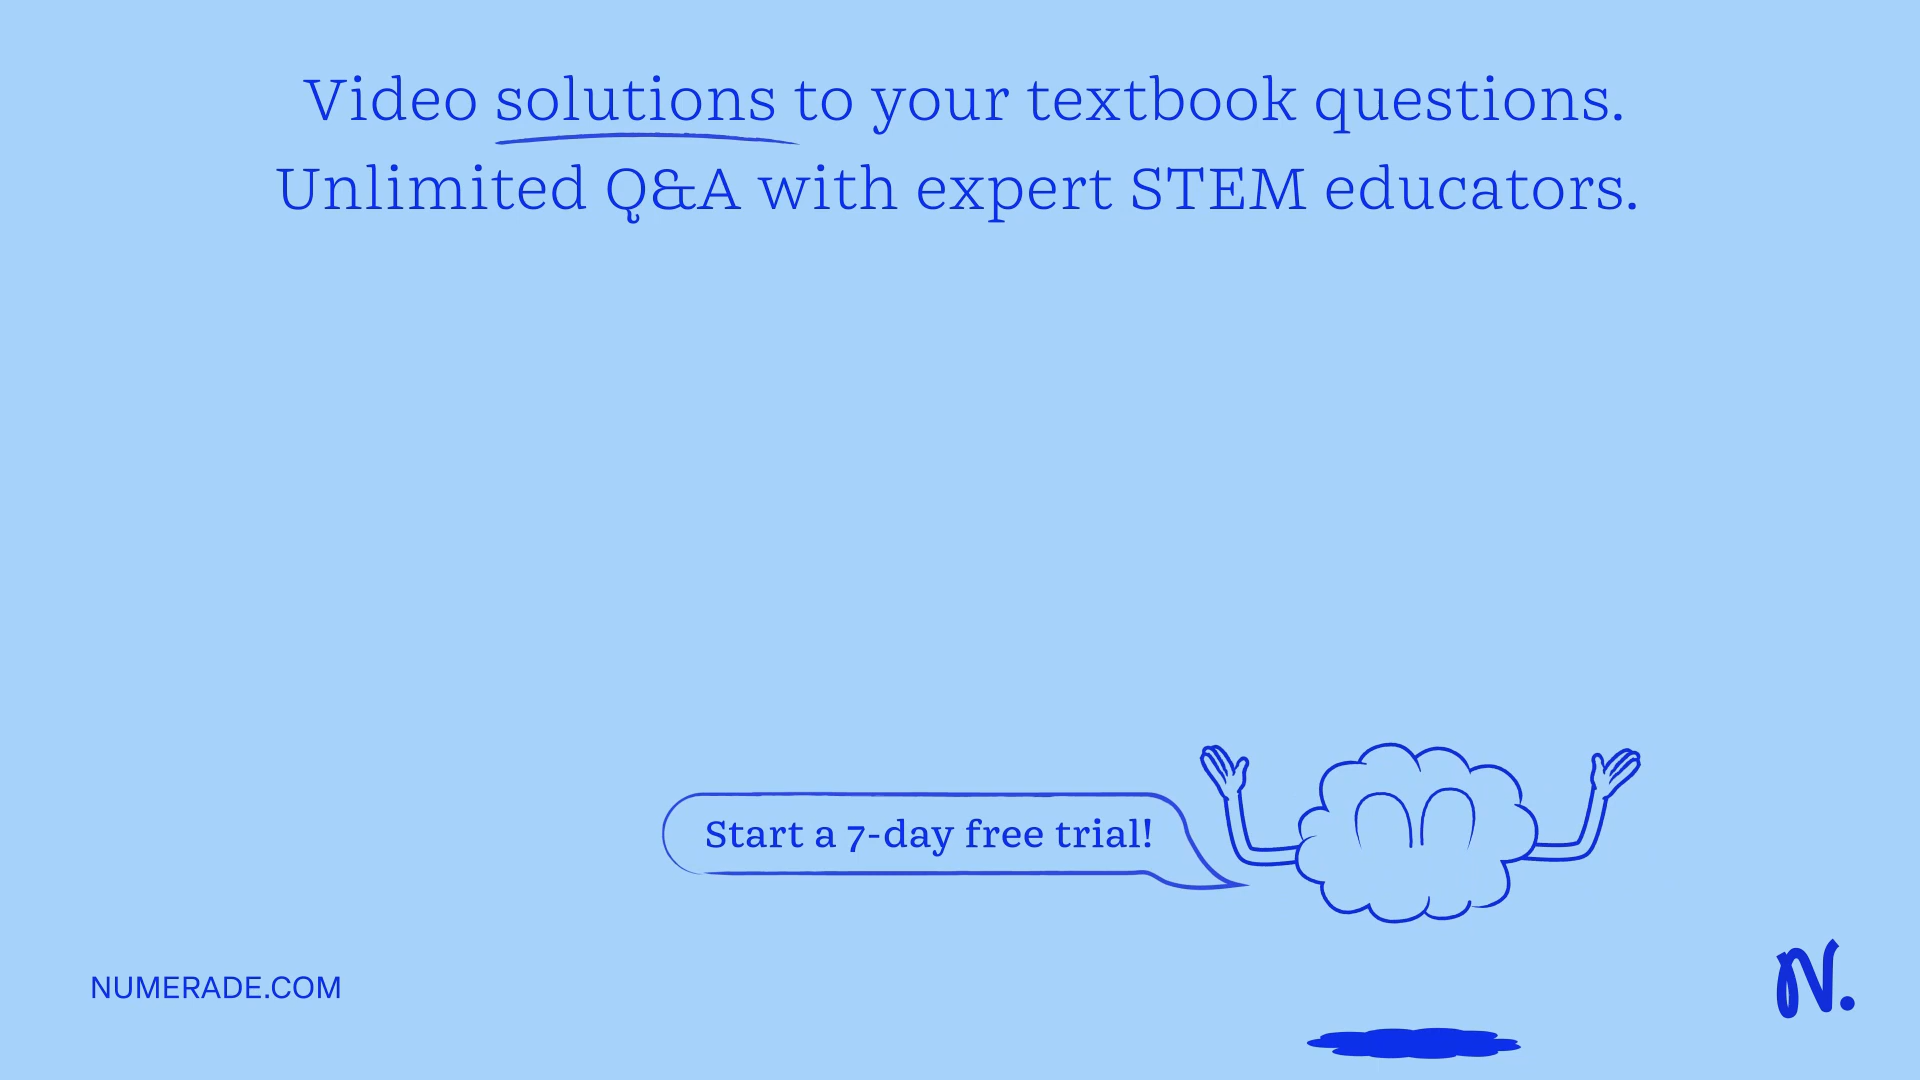 Video solutions to your textbook questions.
Unlimited Q&A with expert STEM educators.
Start a 7-day free trial!
NUMERADE.COM
N.